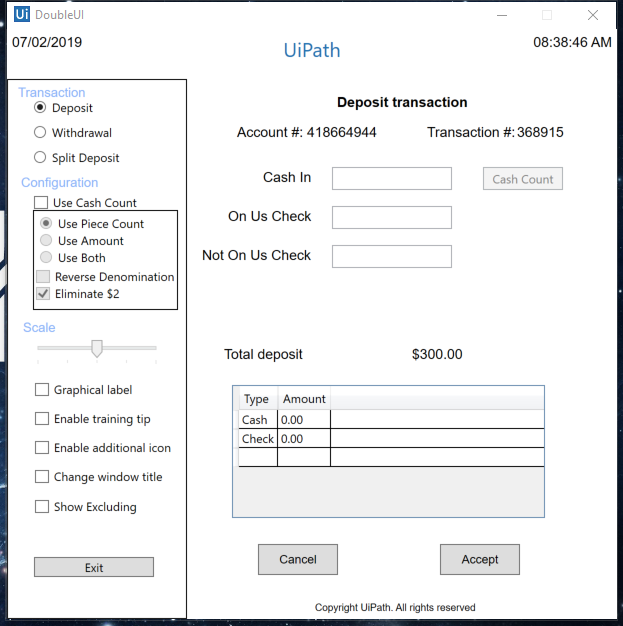 Ui DoubleUI
07/02/2019
UiPath
08:38:46 AM
Transaction
Deposit
Withdrawal
Split Deposit
Configuration
Use Cash Count
Use Piece Count
Use Amount
Use Both
Reverse Denomination
Eliminate $2
Scale
Graphical label
Enable training tip
Enable additional icon
Change window title
Show Excluding
Exit
Deposit transaction
Account #: 418664944 Transaction #: 368915
Cash In Cash Count
On Us Check
Not On Us Check
Total deposit $300.00
Type Amount
Cash 0.00
Check 0.00
Cancel Accept
Copyright UiPath. All rights reserved